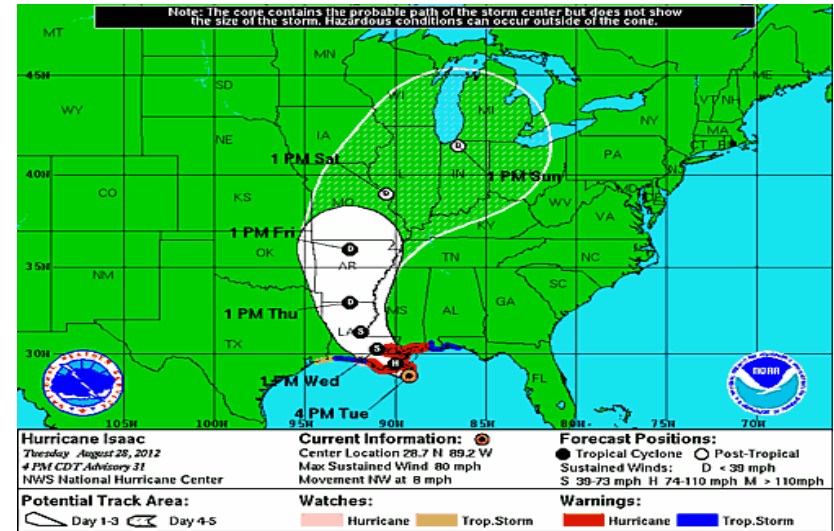 Note: The cone contains the probable path of the storm center but does not show
the size of the storm. Hazardous conditions can occur outside of the cone.
MT
MN
ME
45N
SD
WI
MI
VT
NH
WY
NY
IA
MA
NE
CT
1 PM Sat
PA
D
D
1 PM Sun
40N
IN
CO
KS
MO
WV
VA
1 PM Fri
KY
D
OK
NC
35N
AR
TN
NM
SC
D
MS
AL
GA
1 PM Thu
LA
S
TX
30N
S
H
1 PM Wed
FL
NOAA
4 PM Tue
105W
100W
95W
90W
85W
80W
75W
70W
Hurricane Isaac
Tuesday August 28, 2012
4 PM CDT Advisory 31
NWS National Hurricane Center
Current Information:
Center Location 28.7 N 89.2 W
Max Sustained Wind 80 mph
Movement NW at 8 mph
Forecast Positions:
Tropical Cyclone Post-Tropical
Sustained Winds: D < 39 mph
S 39-73 mph H 74-110 mph M > 110mph
Potential Track Area:
Day 1-3 Day 4-5
Watches:
Hurricane Trop.Storm
Warnings:
Hurricane Trop.Storm